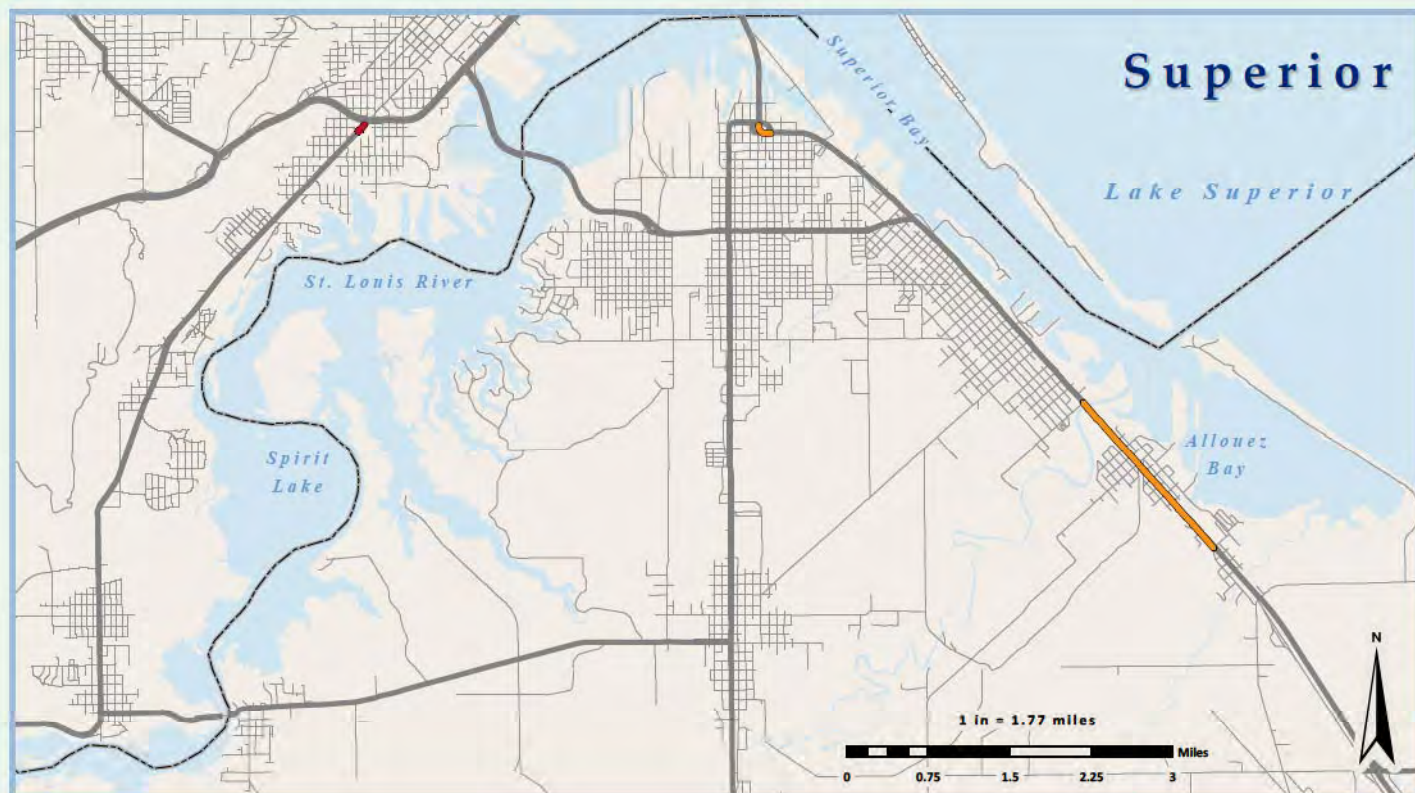 Superior
Superior Bay
Lake Superior
St. Louis River
Spirit
Lake
Allouez
Bay
N
1 in = 1.77 miles
Miles
0 0.75 1.5 2.25 3